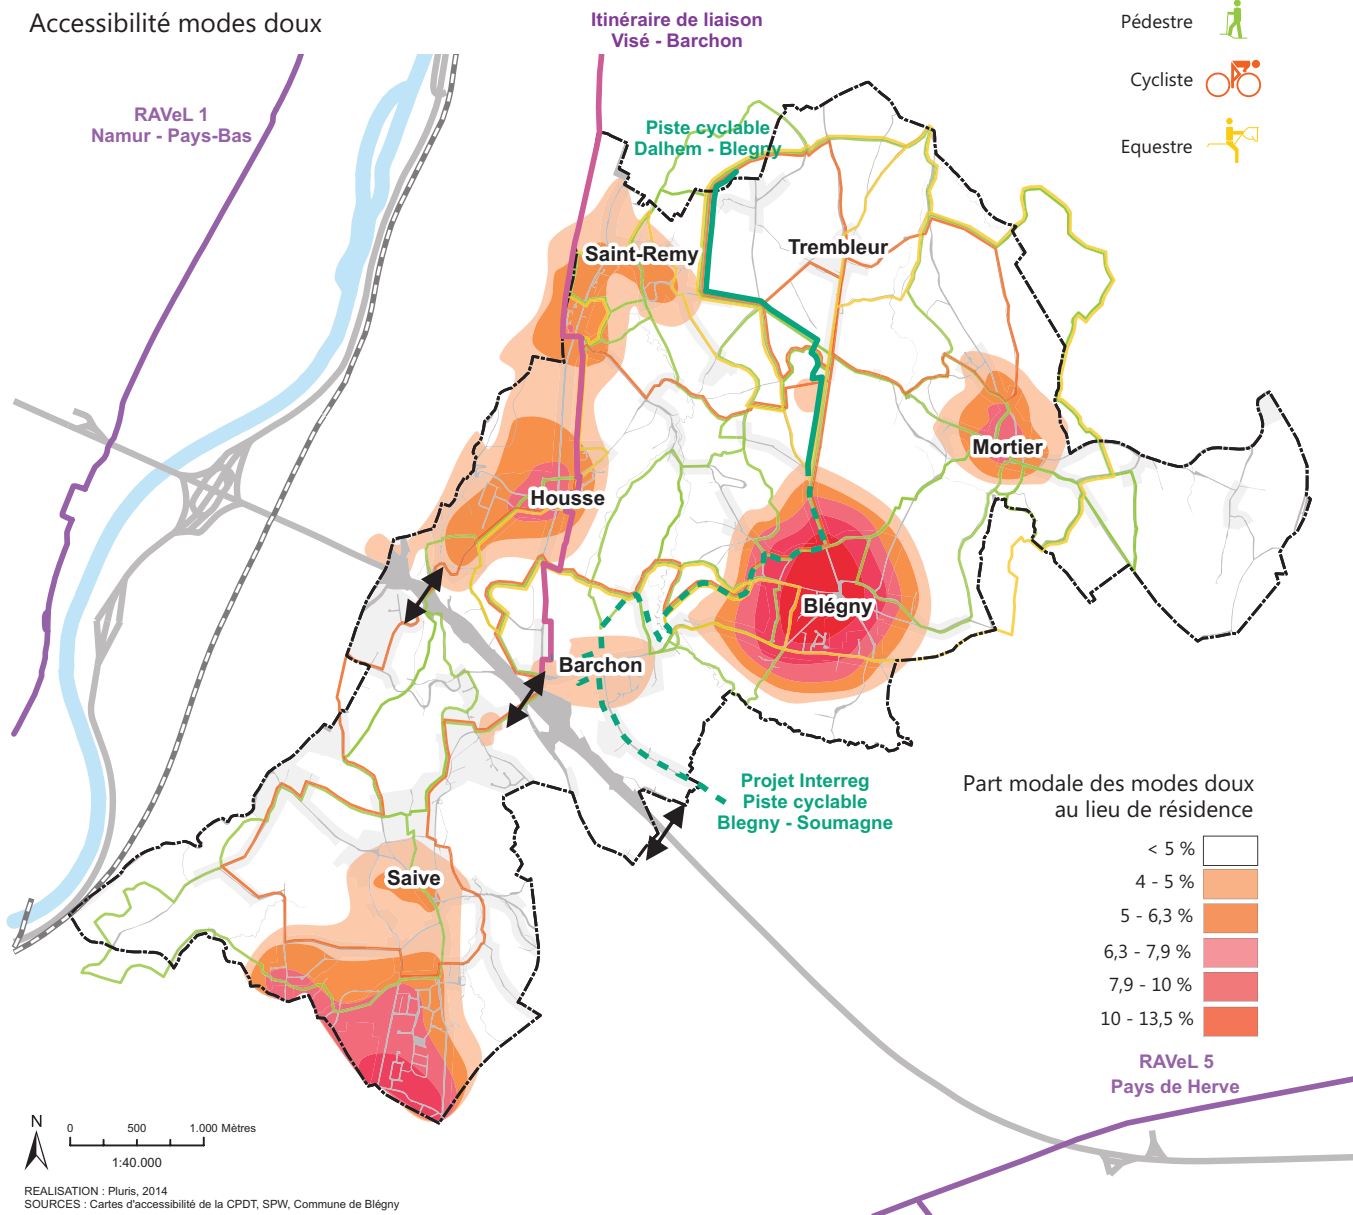 Accessibilité modes doux
Itinéraire de liaison
Visé - Barchon
Pédestre
Cycliste
Equestre
RAVeL 1
Namur - Pays-Bas
Piste cyclable
Dalhem - Blegny
Saint-Remy
Trembleur
Mortier
Housse
Blégny
Barchon
Projet Interreg
Piste cyclable
Blegny - Soumagne
Saive
Part modale des modes doux
au lieu de résidence
< 5 %
4 - 5 %
5 - 6,3 %
6,3 - 7,9 %
7,9 - 10 %
10 - 13,5 %
RAVeL 5
Pays de Herve
N
0 500 1.000 Mètres
1:40.000
REALISATION : Pluris, 2014
SOURCES : Cartes d'accessibilité de la CPDT, SPW, Commune de Blégny